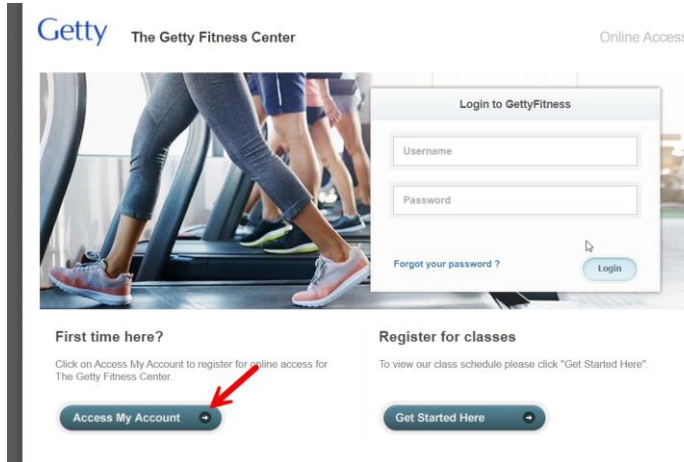 Getty The Getty Fitness Center Online Access
Login to GettyFitness
Username
Password
Forgot your password ? Login
First time here?
Click on Access My Account to register for online access for
The Getty Fitness Center.
Access My Account
Register for classes
To view our class schedule please click "Get Started Here".
Get Started Here